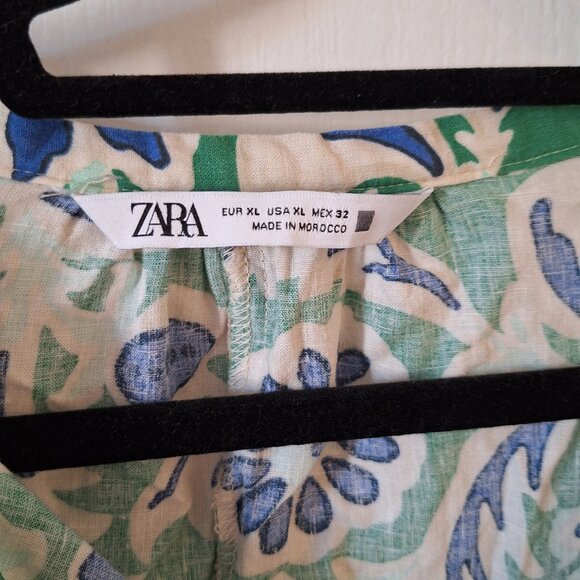 ZARA
EUR XL USA XL MEX 32
MADE IN MOROCCO